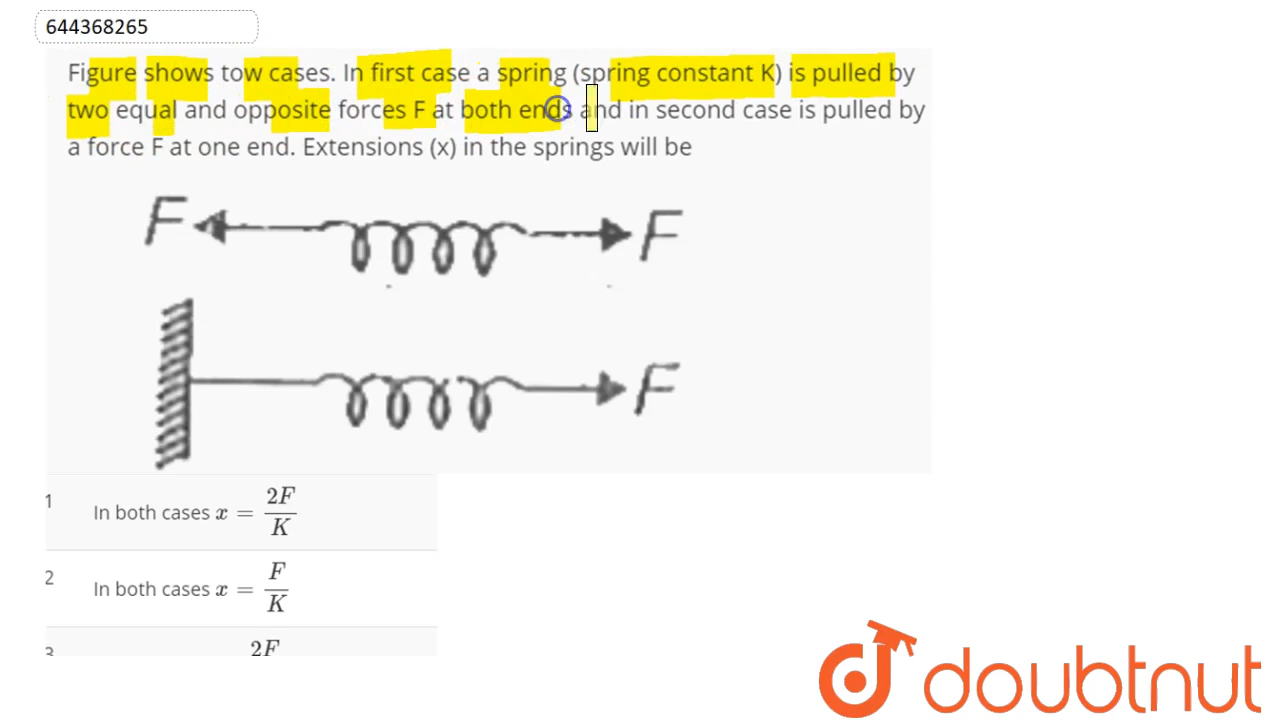 644368265
Figure shows tow cases. In first case a spring (spring constant K) is pulled by
two equal and opposite forces F at both ends and in second case is pulled by
a force F at one end. Extensions (x) in the springs will be
F F
F
1 In both cases x = 2F/K
2 In both cases x = F/K
3 2F
doubtnut